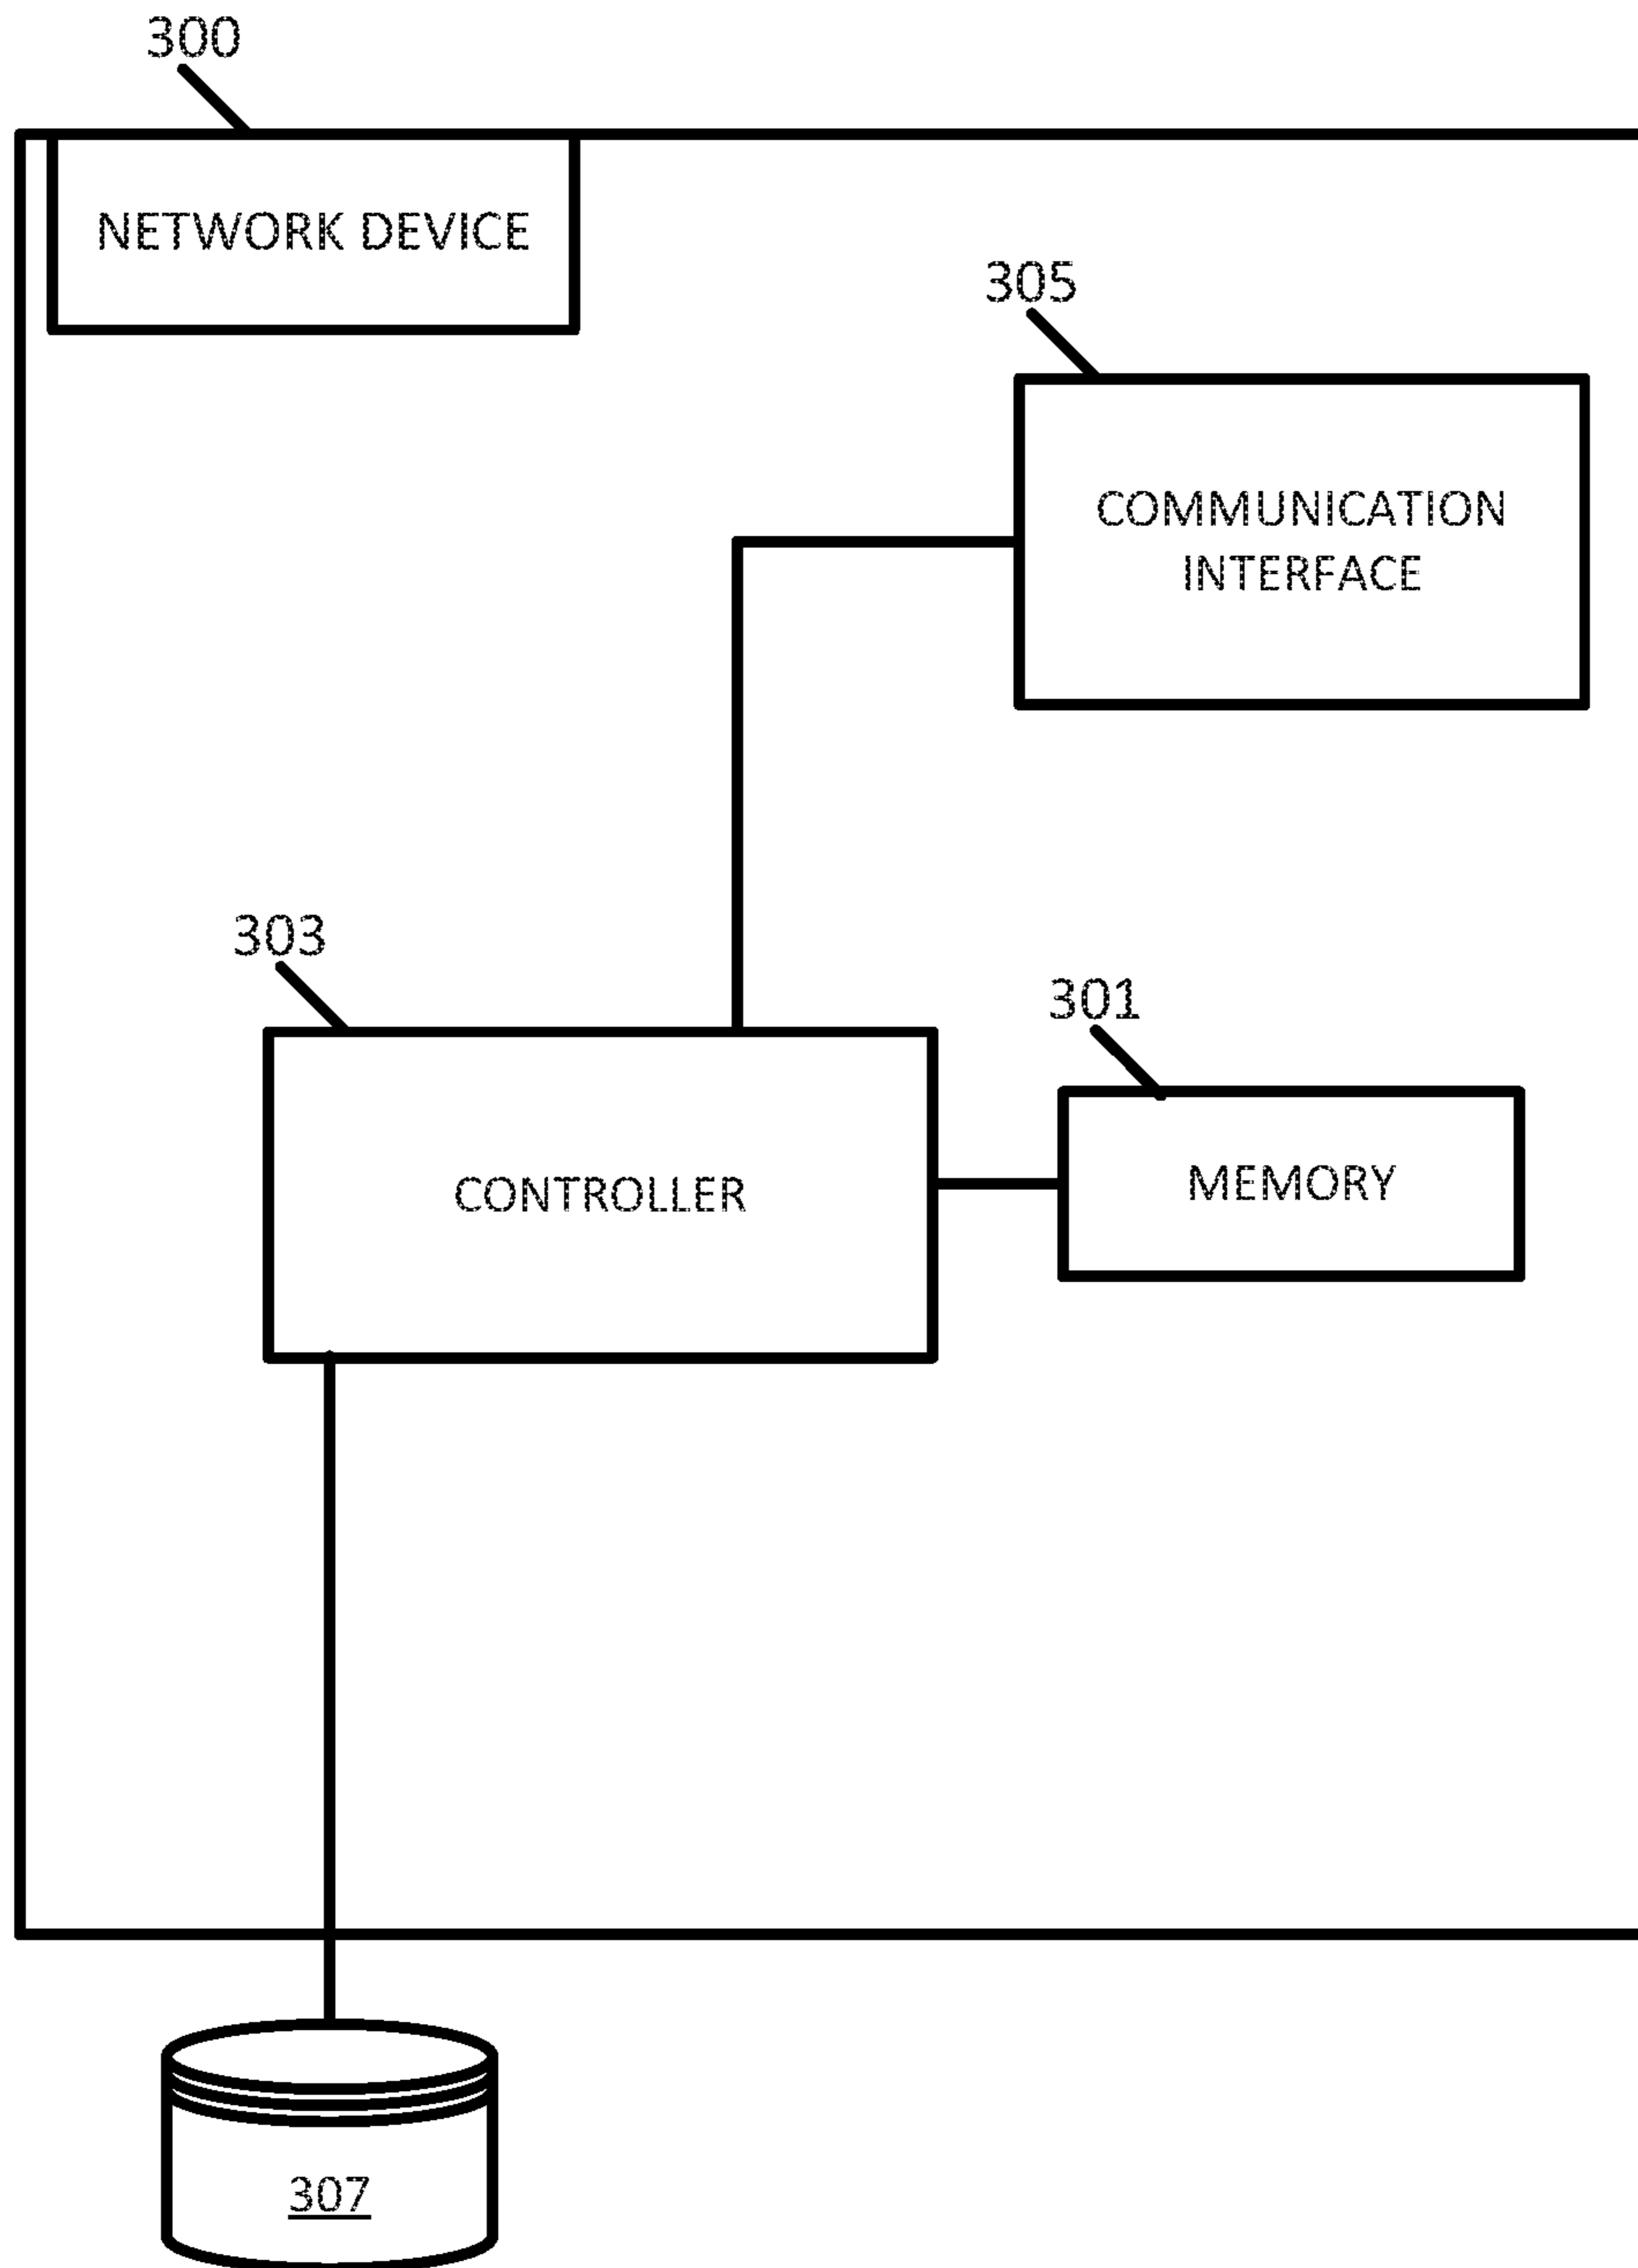 300
NETWORK DEVICE
305
COMMUNICATION
INTERFACE
303
301
CONTROLLER
MEMORY
307